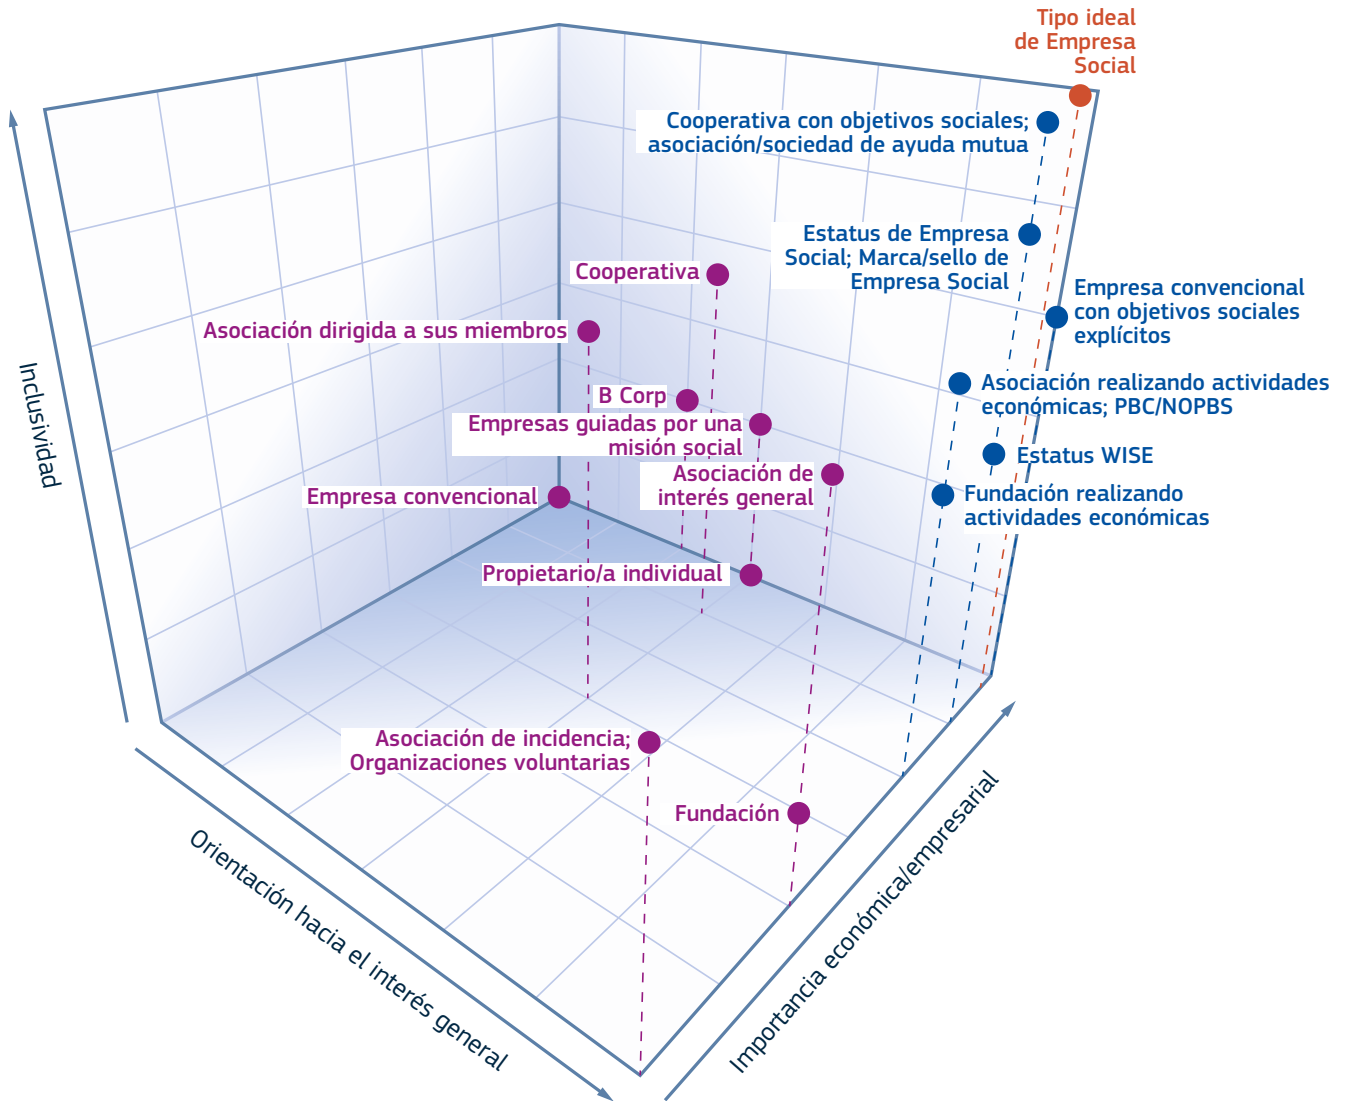 Tipo ideal
de Empresa
Social
Cooperativa con objetivos sociales;
asociación/sociedad de ayuda mutua
Estatus de Empresa
Social; Marca/sello de
Empresa Social
Cooperativa
Empresa convencional
con objetivos sociales
explícitos
Asociación dirigida a sus miembros
B Corp
Asociación realizando actividades
económicas; PBC/NOPBS
Empresas guiadas por una
misión social
Estatus WISE
Asociación de
interés general
Empresa convencional
Fundación realizando
actividades económicas
Propietario/a individual
Asociación de incidencia;
Organizaciones voluntarias
Fundación
Inclusividad
Orientación hacia el interés general
Importancia económica/empresarial